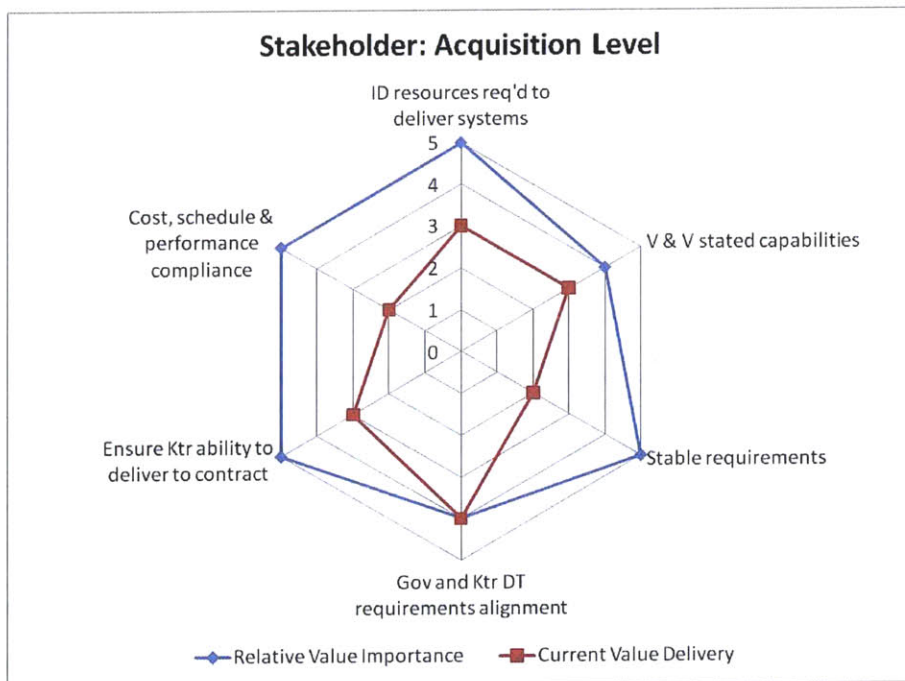 Stakeholder: Acquisition Level
ID resources req'd to
deliver systems
5
4
3
2
1
0
Cost, schedule &
performance
compliance
V & V stated capabilities
Ensure Ktr ability to
deliver to contract
Stable requirements
Gov and Ktr DT
requirements alignment
Relative Value Importance
Current Value Delivery